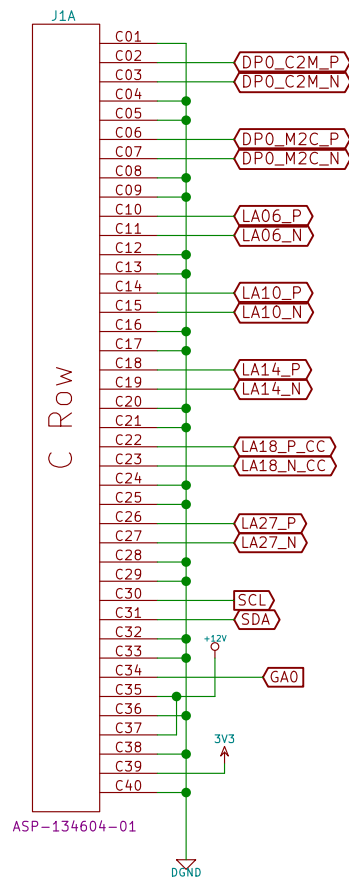 J1A
C01
C02 DP0_C2M_P
C03 DP0_C2M_N
C04
C05
C06 DP0_M2C_P
C07 DP0_M2C_N
C08
C09
C10 LA06_P
C11 LA06_N
C12
C13
C14 LA10_P
C15 LA10_N
C16
C17
C18 LA14_P
C19 LA14_N
C20
C21
C22 LA18_P_CC
C23 LA18_N_CC
C24
C25
C26 LA27_P
C27 LA27_N
C28
C29
C30 SCL
C31 SDA
C32 +12V
C33
C34 GA0
C35
C36
C37
C38 3V3
C39
C40
C Row
ASP-134604-01
DGND